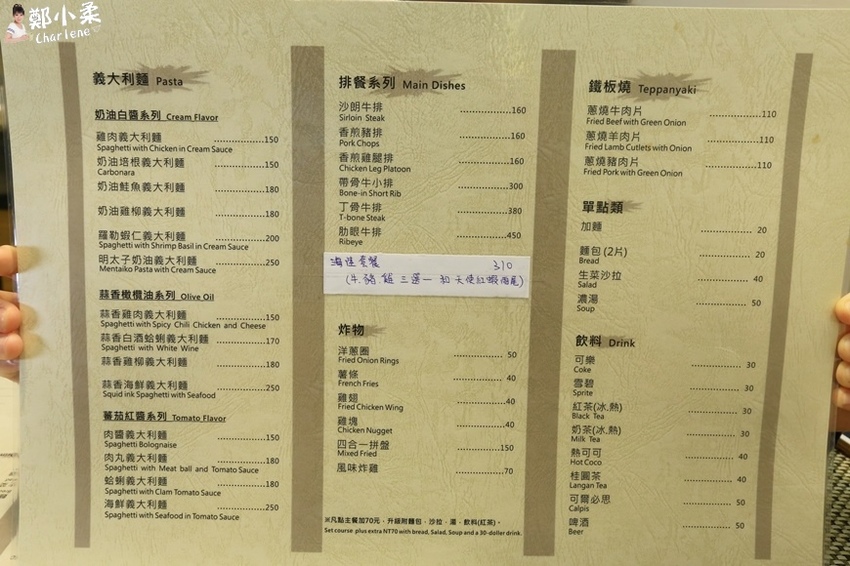 鄭小柔
Charlene
義大利麵 Pasta
奶油白醬系列 Cream Flavor
雞肉義大利麵 ................150
Spaghetti with Chicken in Cream Sauce
奶油培根義大利麵 ................150
Carbonara
奶油鮭魚義大利麵 ................180
奶油雞柳義大利麵 ................180
羅勒蝦仁義大利麵 ................200
Spaghetti with Shrimp Basil in Cream Sauce
明太子奶油義大利麵 ................250
Mentaiko Pasta with Cream Sauce
蒜香橄欖油系列 Olive Oil
蒜香雞肉義大利麵 ................150
Spaghetti with Spicy Chili Chicken and Cheese
蒜香白酒蛤蜊義大利麵 ................170
Spaghetti with White Wine
蒜香雞柳義大利麵 ................180
蒜香海鮮義大利麵 ................250
Squid ink Spaghetti with Seafood
蕃茄紅醬系列 Tomato Flavor
肉醬義大利麵 ................150
Spaghetti Bolognaise
肉丸義大利麵 ................180
Spaghetti with Meat ball and Tomato Sauce
蛤蜊義大利麵 ................180
Spaghetti with Clam Tomato Sauce
海鮮義大利麵 ................250
Spaghetti with Seafood in Tomato Sauce
排餐系列 Main Dishes
沙朗牛排 ................160
Sirloin Steak
香煎豬排 ................160
Pork Chops
香煎雞腿排 ................160
Chicken Leg Platoon
帶骨牛小排 ................300
Bone-in Short Rib
丁骨牛排 ................380
T-bone Steak
肋眼牛排 ................450
Ribeye
海陸套餐 310
(牛.豬.雞 三選一 和 天使紅蝦兩尾)
炸物
洋蔥圈 ................ 50
Fried Onion Rings
薯條 ................ 40
French Fries
雞翅 ................40
Fried Chicken Wing
雞塊 ................40
Chicken Nugget
四合一拼盤 ................150
Mixed Fried
風味炸雞 ................70
※凡點主餐加70元，升級附麵包，沙拉，湯，飲料(紅茶)。
Set course plus extra NT70 with bread, Salad, Soup and a 30-doller drink
鐵板燒 Teppanyaki
蔥燒牛肉片 ................110
Fried Beef with Green Onion
蔥燒羊肉片 ................110
Fried Lamb Cutlets with Onion
蔥燒豬肉片 ................110
Fried Pork with Green Onion
單點類
加麵 ................ 20
麵包 (2片) ................ 20
Bread
生菜沙拉 ................ 40
Salad
濃湯 ................ 50
Soup
飲料 Drink
可樂 ................ 30
Coke
雪碧 ................ 30
Sprite
紅茶(冰.熱) ................ 30
Black Tea
奶茶(冰.熱) ................ 30
Milk Tea
熱可可 ................ 40
Hot Coco
桂圓茶 ................ 40
Langan Tea
可爾必思 ................ 50
Calpis
啤酒 ................ 50
Beer